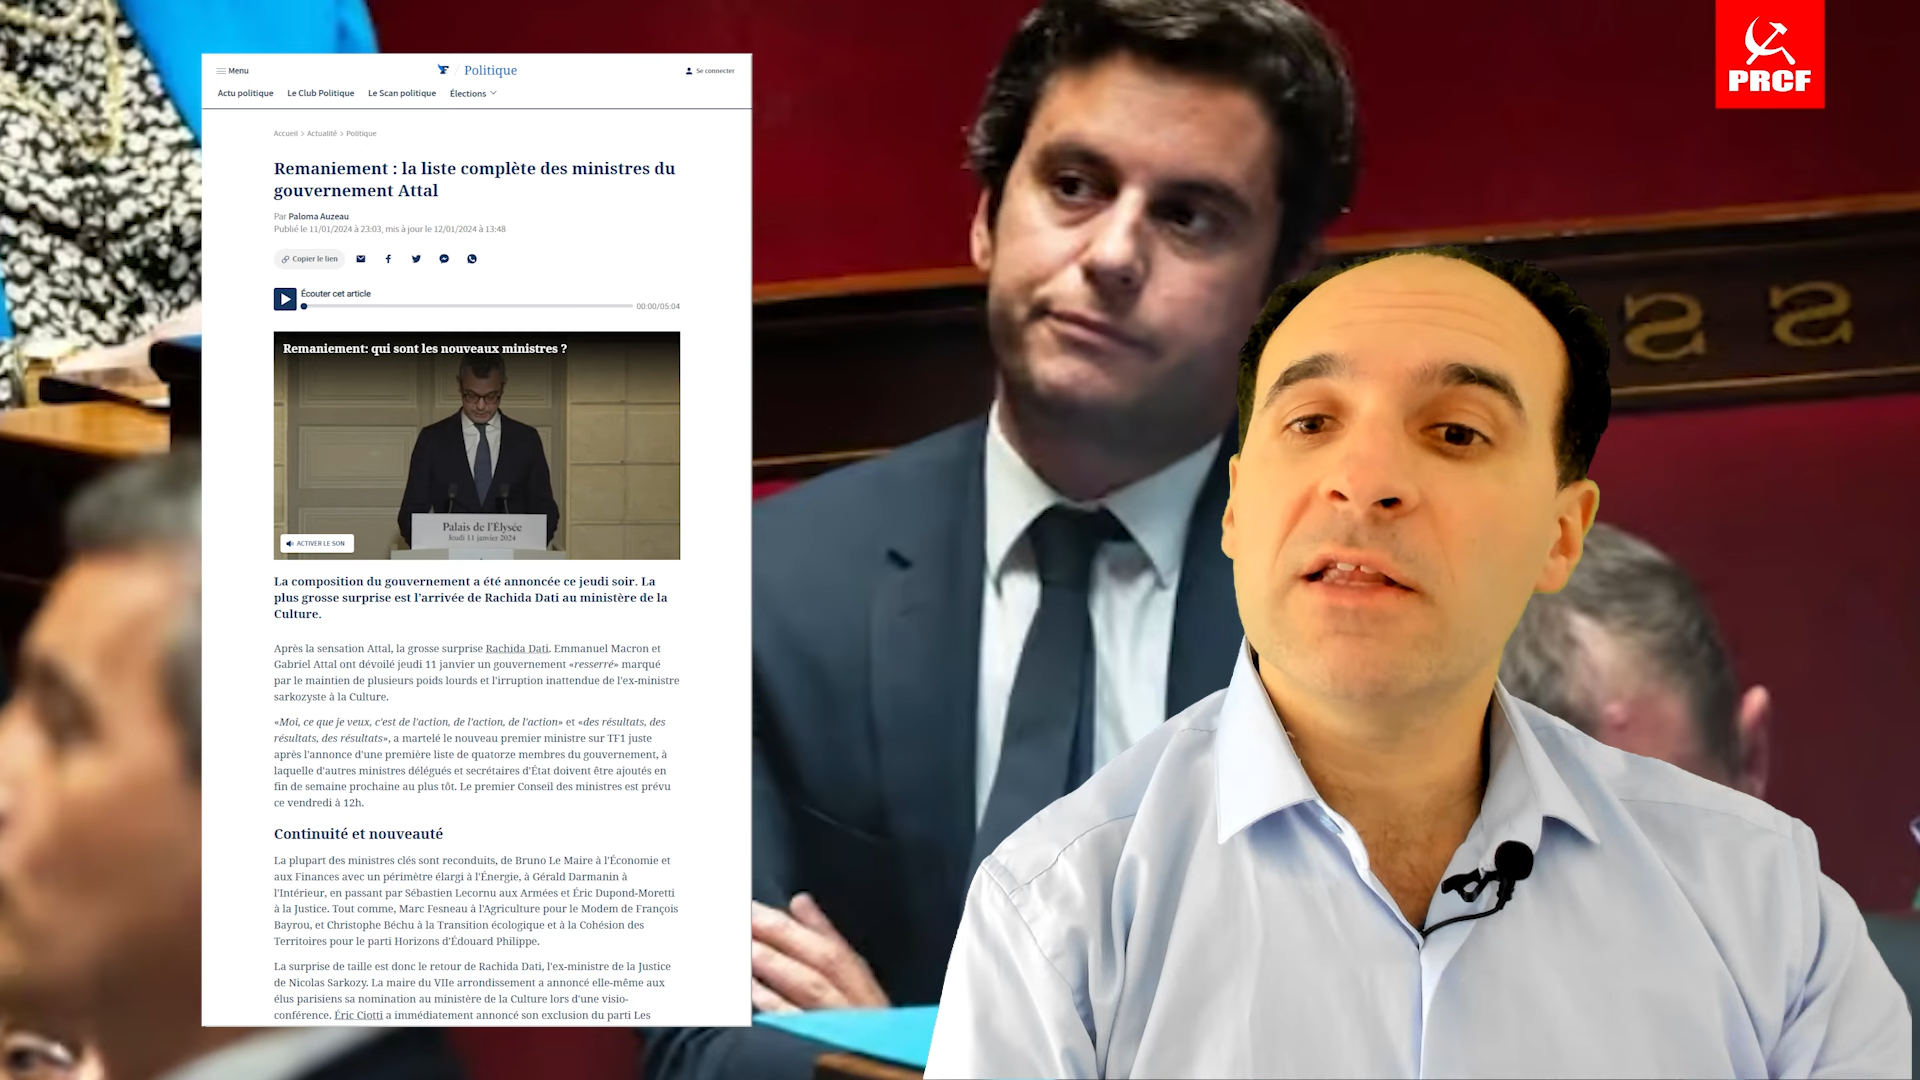 Menu
Politique
Se connecter
Actu politique Le Club Politique Le Scan politique Élections
Accueil > Actualité > Politique
Remaniement : la liste complète des ministres du
gouvernement Attal
Par Paloma Auzeau
Publié le 11/01/2024 à 23:03, mis à jour le 12/01/2024 à 13:48
Copier le lien
Écouter cet article
00:00/05:04
Remaniement: qui sont les nouveaux ministres ?
Palais de l'Élysée
Jeudi 11 janvier 2024
ACTIVER LE SON
La composition du gouvernement a été annoncée ce jeudi soir. La
plus grosse surprise est l'arrivée de Rachida Dati au ministère de la
Culture.
Après la sensation Attal, la grosse surprise Rachida Dati. Emmanuel Macron et
Gabriel Attal ont dévoilé jeudi 11 janvier un gouvernement «resserré» marqué
par le maintien de plusieurs poids lourds et l'irruption inattendue de l'ex-ministre
sarkozyste à la Culture.
«Moi, ce que je veux, c'est de l'action, de l'action, de l'action» et «des résultats, des
résultats, des résultats», a martelé le nouveau premier ministre sur TF1 juste
après l'annonce d'une première liste de quatorze membres du gouvernement, à
laquelle d'autres ministres délégués et secrétaires d'État doivent être ajoutés en
fin de semaine prochaine au plus tôt. Le premier Conseil des ministres est prévu
ce vendredi à 12h.
Continuité et nouveauté
La plupart des ministres clés sont reconduits, de Bruno Le Maire à l'Économie et
aux Finances avec un périmètre élargi à l'Énergie, à Gérald Darmanin à
l'Intérieur, en passant par Sébastien Lecornu aux Armées et Éric Dupond-Moretti
à la Justice. Tout comme, Marc Fesneau à l'Agriculture pour le Modem de François
Bayrou, et Christophe Béchu à la Transition écologique et à la Cohésion des
Territoires pour le parti Horizons d'Édouard Philippe.
La surprise de taille est donc le retour de Rachida Dati, l'ex-ministre de la Justice
de Nicolas Sarkozy. La maire du VIIe arrondissement a annoncé elle-même aux
élus parisiens sa nomination au ministère de la Culture lors d'une visio-
conférence. Éric Ciotti a immédiatement annoncé son exclusion du parti Les
PRCF